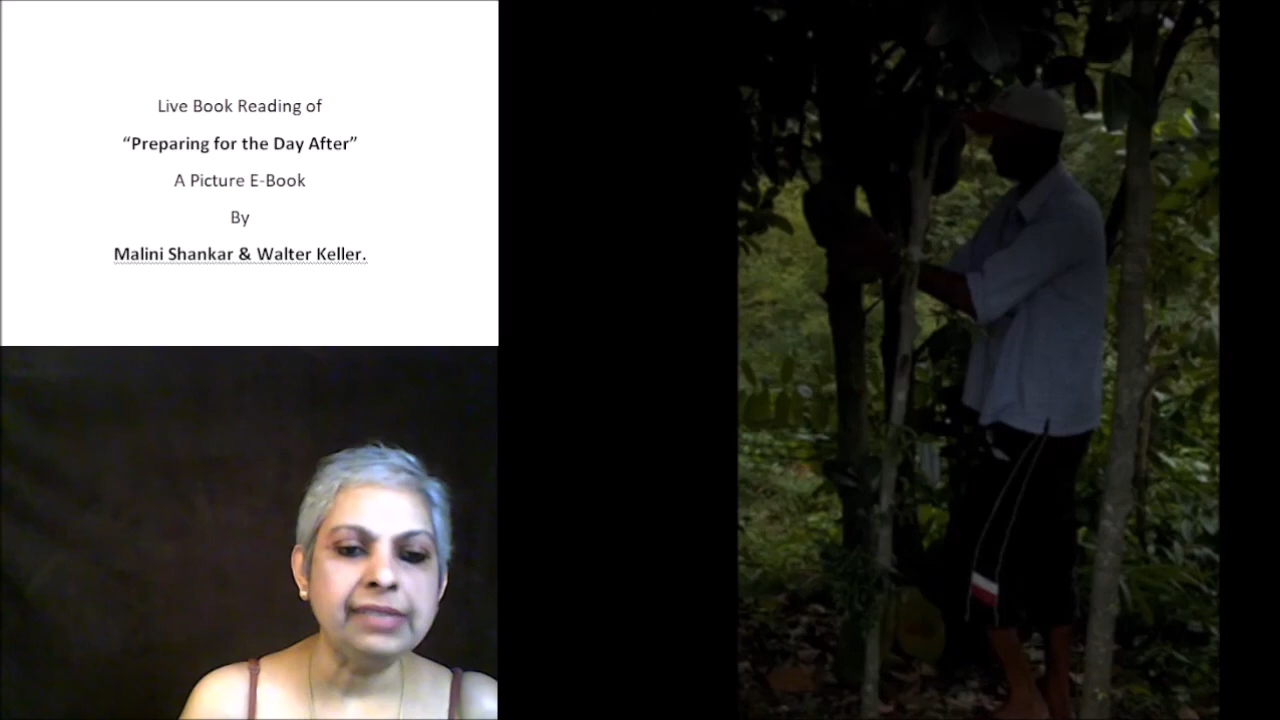 Live Book Reading of
“Preparing for the Day After”
A Picture E-Book
By
Malini Shankar & Walter Keller.